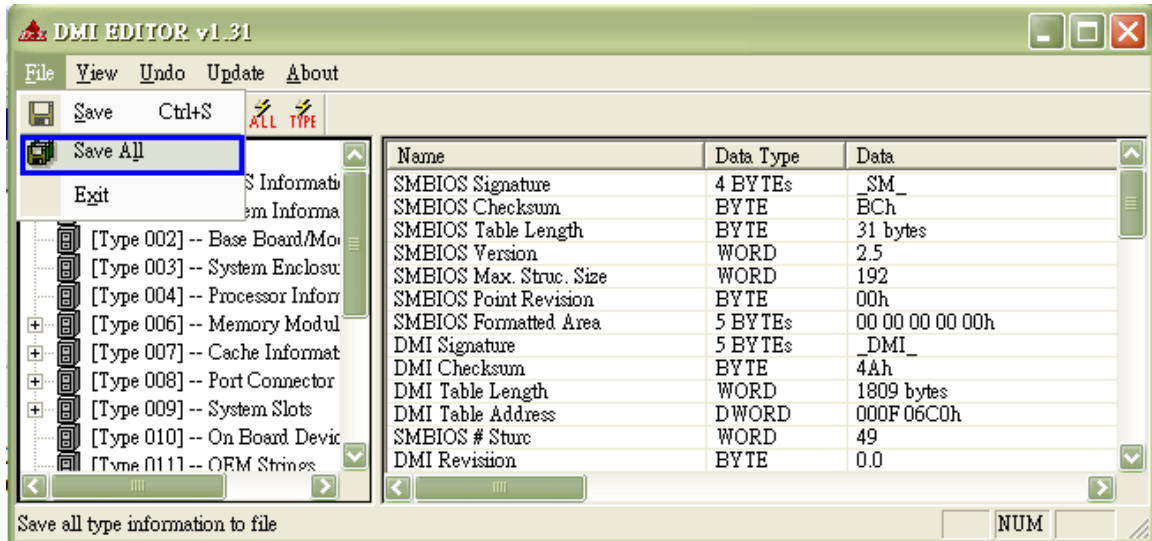 DMI EDITOR v1.31
File View Undo Update About
Save Ctrl+S
ALL TYPE
Save All
Exit
S Informati
em Informa
[Type 002] -- Base Board/Mo
[Type 003] -- System Enclosu
[Type 004] -- Processor Inform
[Type 006] -- Memory Modul
[Type 007] -- Cache Informat
[Type 008] -- Port Connector
[Type 009] -- System Slots
[Type 010] -- On Board Devic
[Type 011] -- OEM Strings
Name Data Type Data
SMBIOS Signature 4 BYTEs _SM_
SMBIOS Checksum BYTE BCh
SMBIOS Table Length BYTE 31 bytes
SMBIOS Version WORD 2.5
SMBIOS Max. Struc. Size WORD 192
SMBIOS Point Revision BYTE 00h
SMBIOS Formatted Area 5 BYTEs 00 00 00 00 00h
DMI Signature 5 BYTEs _DMI_
DMI Checksum BYTE 4Ah
DMI Table Length WORD 1809 bytes
DMI Table Address DWORD 000F06C0h
SMBIOS # Sturc WORD 49
DMI Revisiion BYTE 0.0
Save all type information to file
NUM